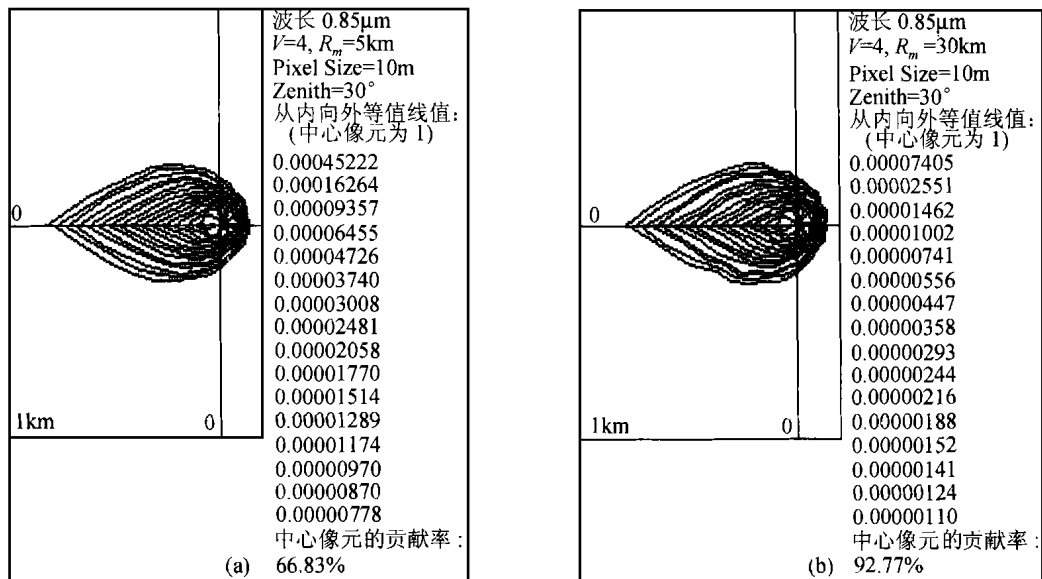 波长 0.85μm
V=4, Rm=5km
Pixel Size=10m
Zenith=30°
从内向外等值线值：
(中心像元为 1)
0.00045222
0.00016264
0.00009357
0.00006455
0.00004726
0.00003740
0.00003008
0.00002481
0.00002058
0.00001770
0.00001514
0.00001289
0.00001174
0.00000970
0.00000870
0.00000778
中心像元的贡献率：
66.83%
0
1km
0
(a)
波长 0.85μm
V=4, Rm=30km
Pixel Size=10m
Zenith=30°
从内向外等值线值：
(中心像元为 1)
0.00007405
0.00002551
0.00001462
0.00001002
0.00000741
0.00000556
0.00000447
0.00000358
0.00000293
0.00000244
0.00000216
0.00000188
0.00000152
0.00000141
0.00000124
0.00000110
中心像元的贡献率：
92.77%
0
1km
0
(b)